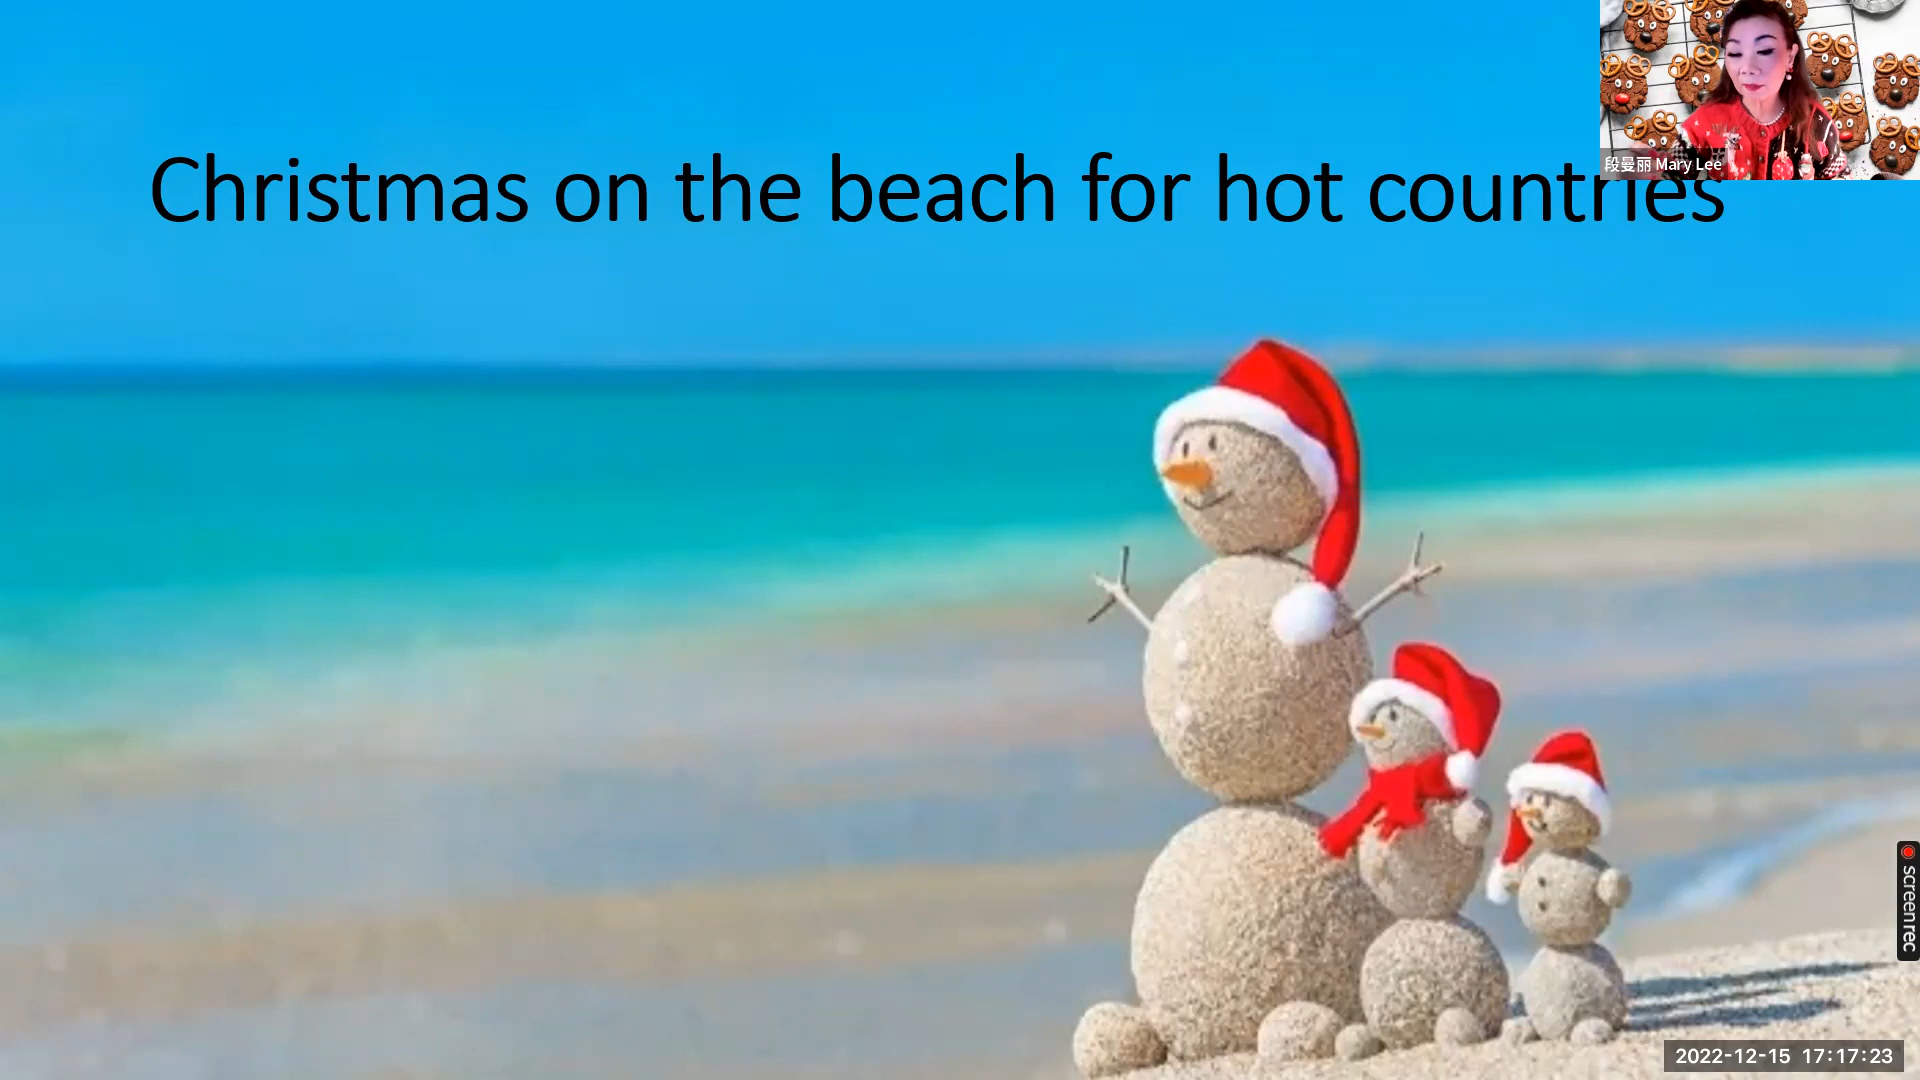 Christmas on the beach for hot countries
段曼丽 Mary Lee
screenrec
2022-12-15 17:17:23